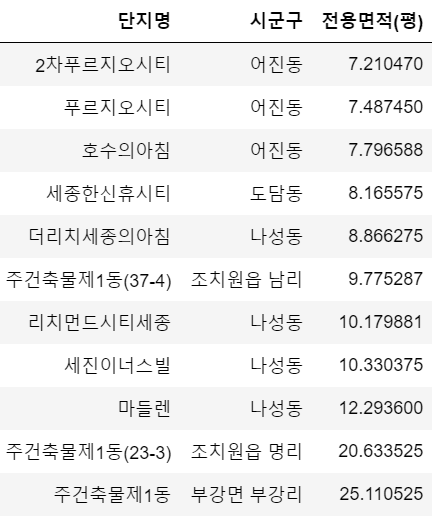 단지명 시군구 전용면적(평)
2차푸르지오시티 어진동 7.210470
푸르지오시티 어진동 7.487450
호수의아침 어진동 7.796588
세종한신휴시티 도담동 8.165575
더리치세종의아침 나성동 8.866275
주건축물제1동(37-4) 조치원읍 남리 9.775287
리치먼드시티세종 나성동 10.179881
세진이너스빌 나성동 10.330375
마들렌 나성동 12.293600
주건축물제1동(23-3) 조치원읍 명리 20.633525
주건축물제1동 부강면 부강리 25.110525